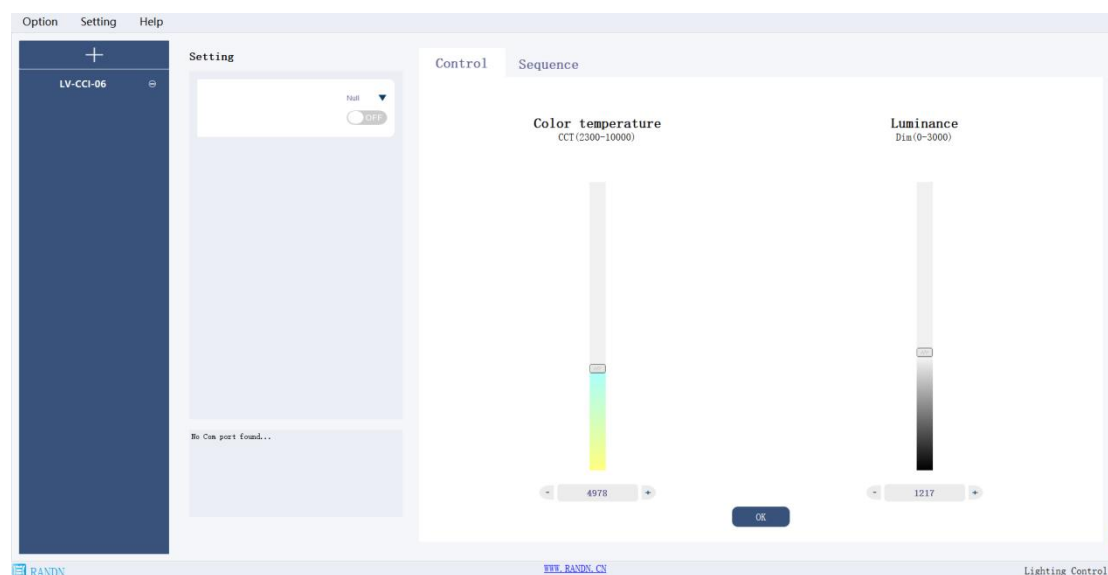 Option Setting Help
LV-CCI-06
Setting
Null
OFF
No Com port found...
Control Sequence
Color temperature
CCT(2300-10000)
Luminance
Dim(0-3000)
- 4978 +
- 1217 +
OK
RANDN
WWW.RANDN.CN
Lighting Control